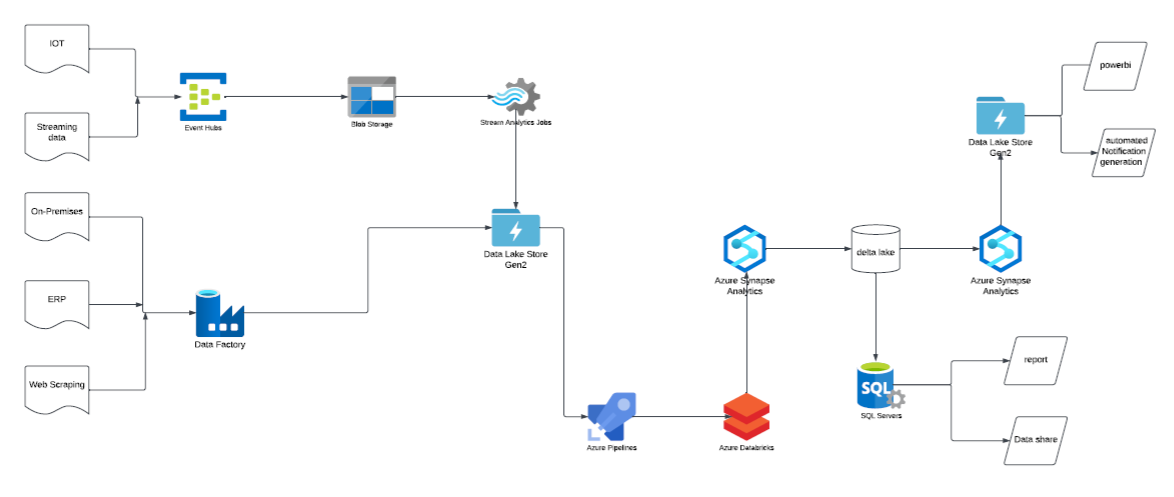 IOT
Streaming
data
Event Hubs
Blob Storage
Stream Analytics Jobs
On-Premises
ERP
Web Scraping
Data Factory
Data Lake Store
Gen2
Azure Pipelines
Azure Databricks
Azure Synapse
Analytics
delta lake
SQL
SQL Servers
Azure Synapse
Analytics
Data Lake Store
Gen2
powerbi
automated
Notification
generation
report
Data share